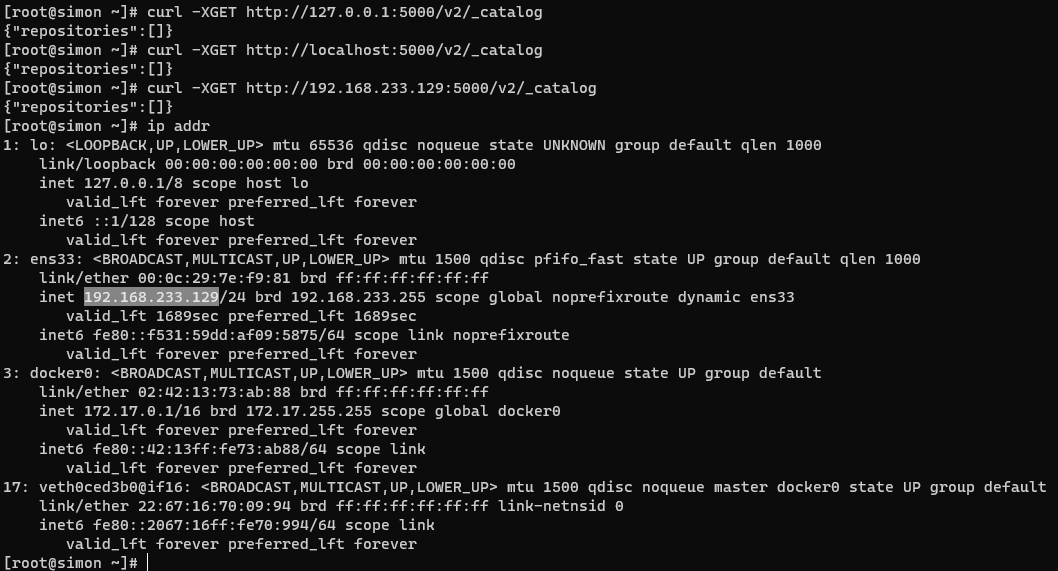 [root@simon ~]# curl -XGET http://127.0.0.1:5000/v2/_catalog
{"repositories":[]}
[root@simon ~]# curl -XGET http://localhost:5000/v2/_catalog
{"repositories":[]}
[root@simon ~]# curl -XGET http://192.168.233.129:5000/v2/_catalog
{"repositories":[]}
[root@simon ~]# ip addr
1: lo: <LOOPBACK,UP,LOWER_UP> mtu 65536 qdisc noqueue state UNKNOWN group default qlen 1000
    link/loopback 00:00:00:00:00:00 brd 00:00:00:00:00:00
    inet 127.0.0.1/8 scope host lo
       valid_lft forever preferred_lft forever
    inet6 ::1/128 scope host
       valid_lft forever preferred_lft forever
2: ens33: <BROADCAST,MULTICAST,UP,LOWER_UP> mtu 1500 qdisc pfifo_fast state UP group default qlen 1000
    link/ether 00:0c:29:7e:f9:81 brd ff:ff:ff:ff:ff:ff
    inet 192.168.233.129/24 brd 192.168.233.255 scope global noprefixroute dynamic ens33
       valid_lft 1689sec preferred_lft 1689sec
    inet6 fe80::f531:59dd:af09:5875/64 scope link noprefixroute
       valid_lft forever preferred_lft forever
3: docker0: <BROADCAST,MULTICAST,UP,LOWER_UP> mtu 1500 qdisc noqueue state UP group default
    link/ether 02:42:13:73:ab:88 brd ff:ff:ff:ff:ff:ff
    inet 172.17.0.1/16 brd 172.17.255.255 scope global docker0
       valid_lft forever preferred_lft forever
    inet6 fe80::42:13ff:fe73:ab88/64 scope link
       valid_lft forever preferred_lft forever
17: veth0ced3b0@if16: <BROADCAST,MULTICAST,UP,LOWER_UP> mtu 1500 qdisc noqueue master docker0 state UP group default
    link/ether 22:67:16:70:09:94 brd ff:ff:ff:ff:ff:ff link-netnsid 0
    inet6 fe80::2067:16ff:fe70:994/64 scope link
       valid_lft forever preferred_lft forever
[root@simon ~]#